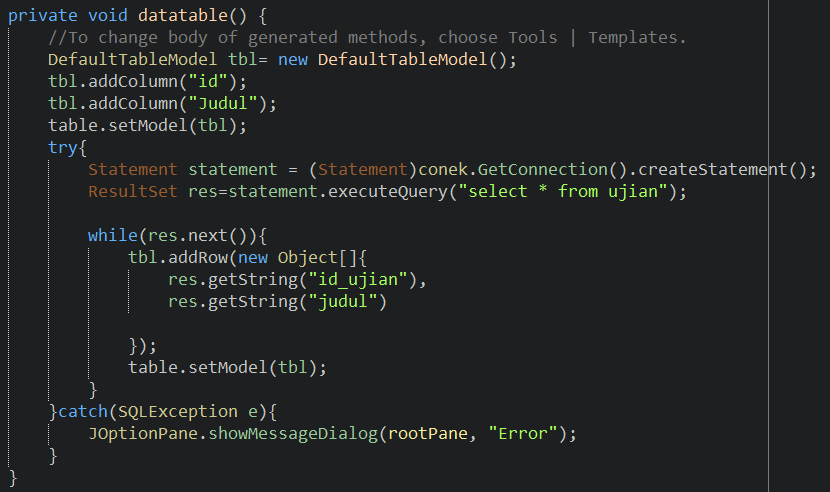 private void datatable() {
//To change body of generated methods, choose Tools | Templates.
DefaultTableModel tbl= new DefaultTableModel();
tbl.addColumn("id");
tbl.addColumn("Judul");
table.setModel(tbl);
try{
Statement statement = (Statement)conek.GetConnection().createStatement();
ResultSet res=statement.executeQuery("select * from ujian");
while(res.next()){
tbl.addRow(new Object[]{
res.getString("id_ujian"),
res.getString("judul")
});
table.setModel(tbl);
}
}catch(SQLException e){
JOptionPane.showMessageDialog(rootPane, "Error");
}
}